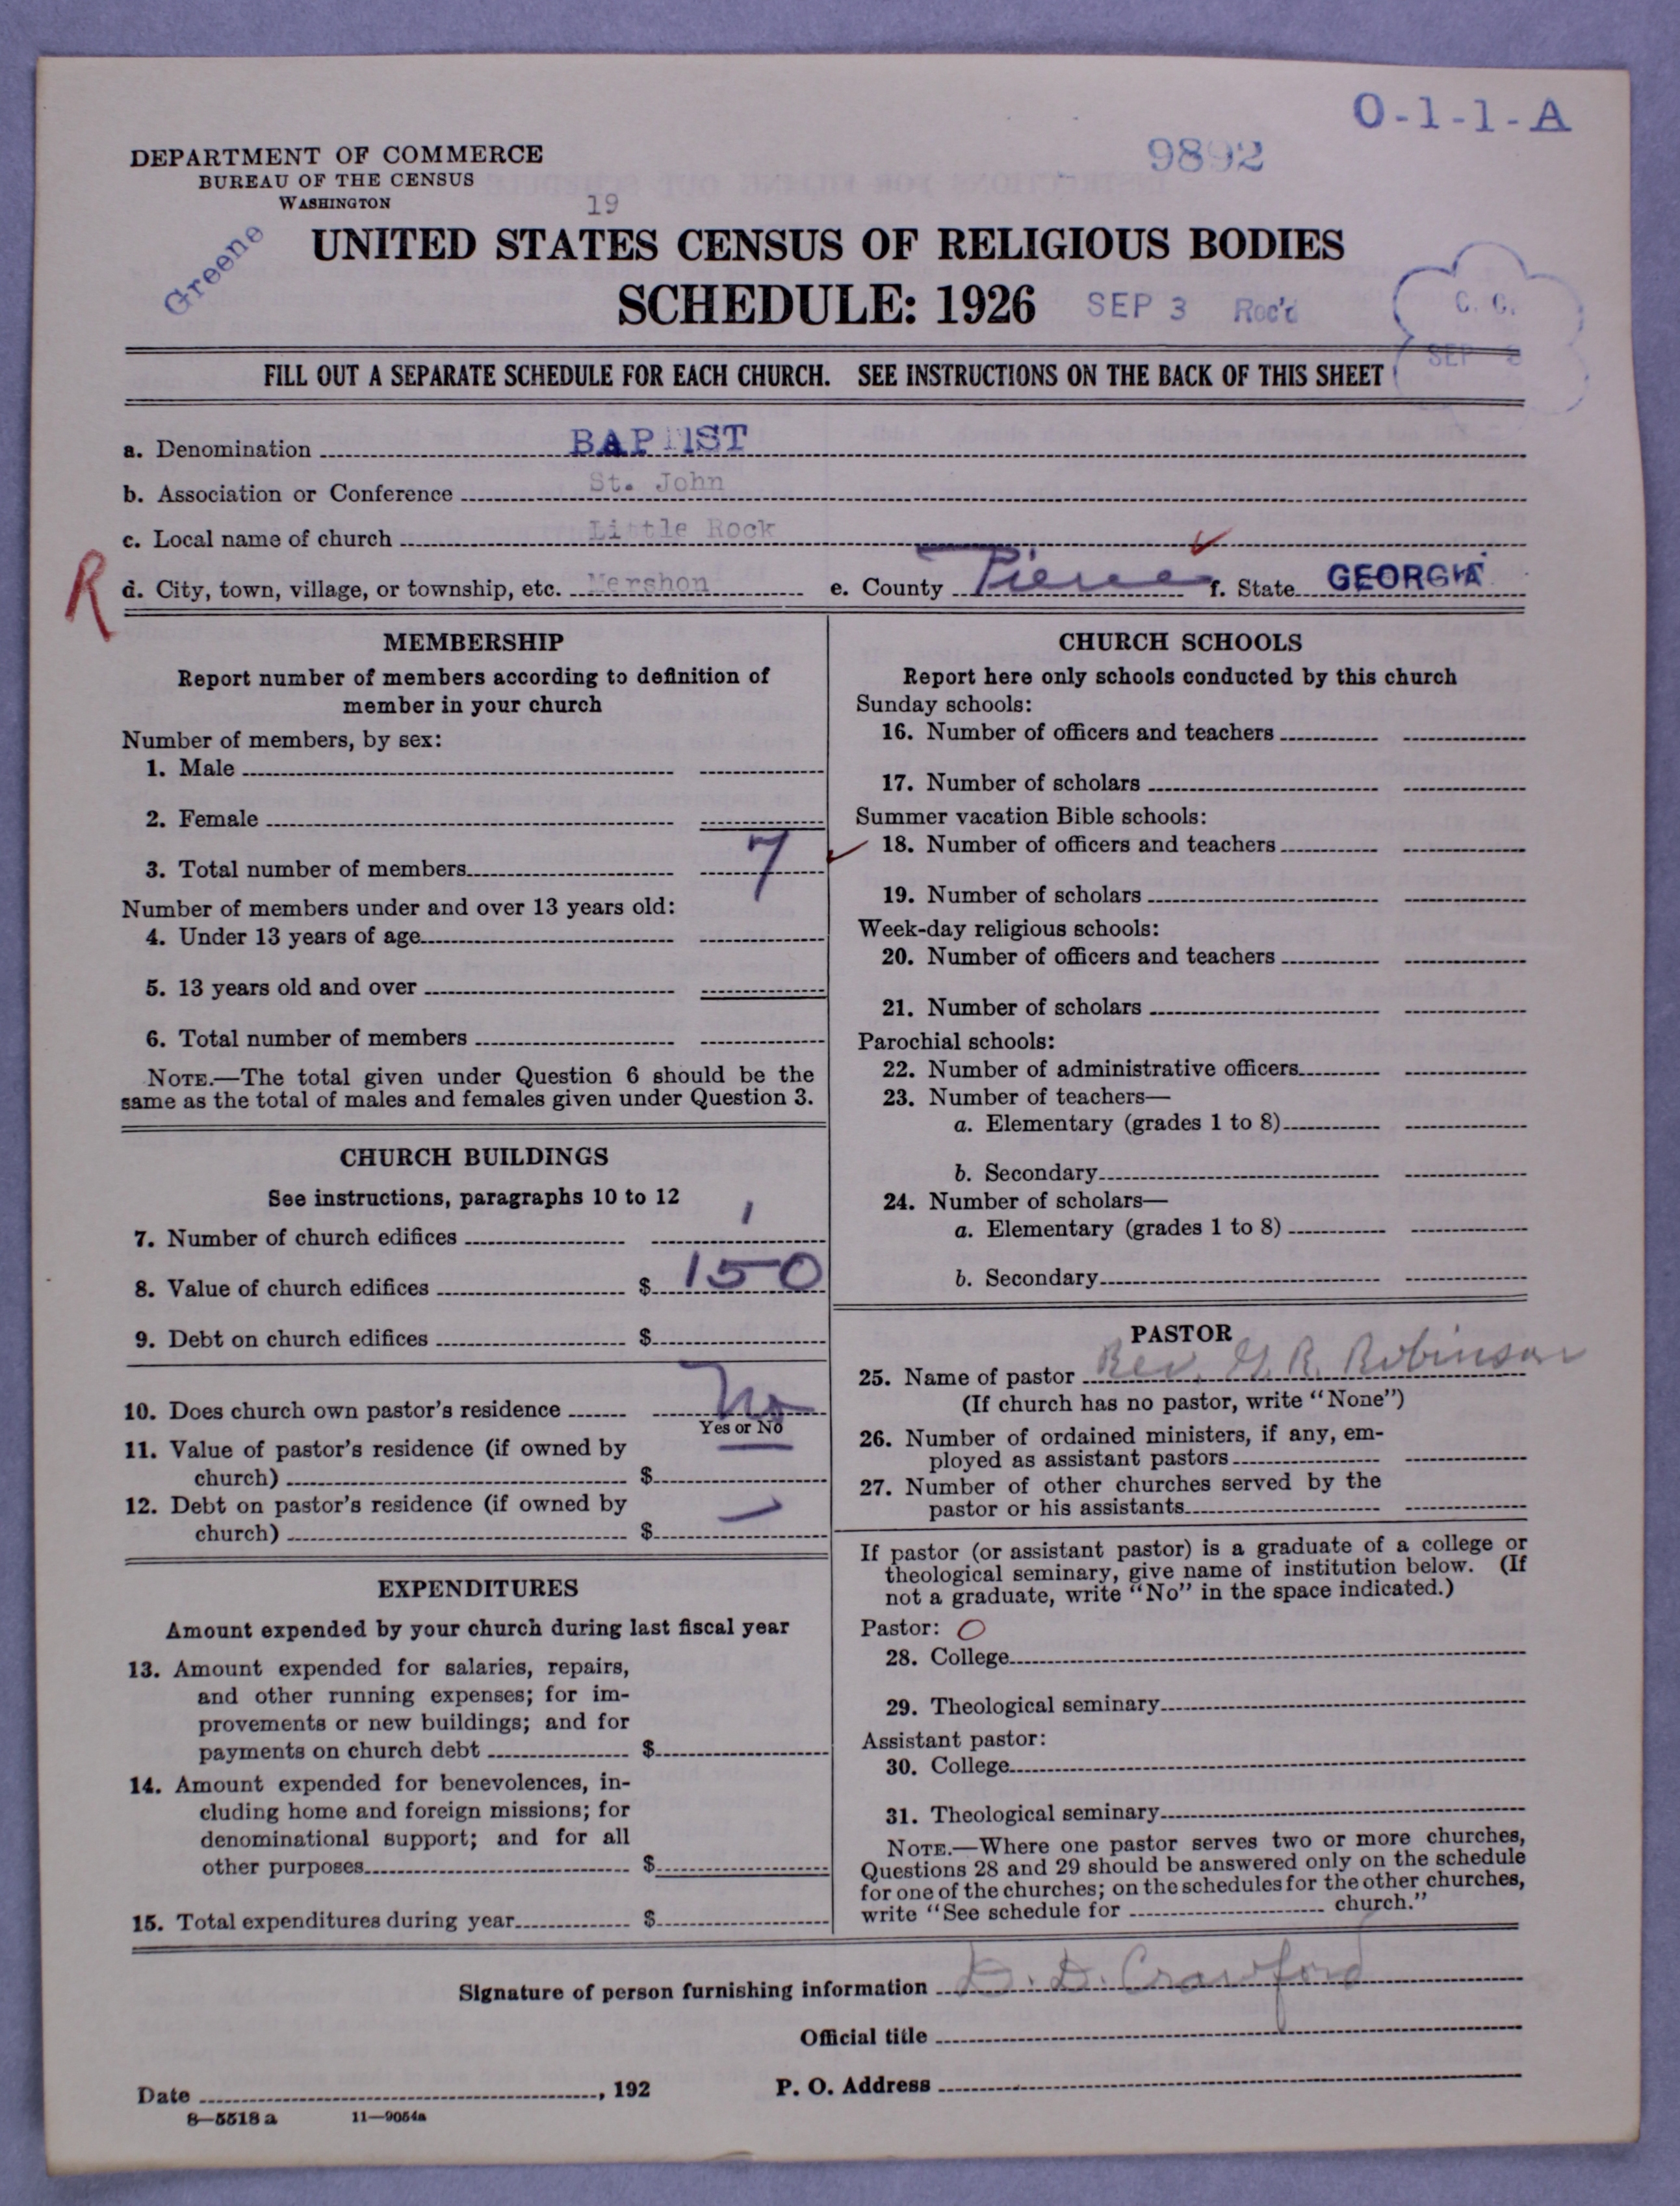 O-1-1-A
9892
DEPARTMENT OF COMMERCE
BUREAU OF THE CENSUS
WASHINGTON
19
Greene
UNITED STATES CENSUS OF RELIGIOUS BODIES
SCHEDULE: 1926 SEP 3 Rec'd
C. C.
SEP
FILL OUT A SEPARATE SCHEDULE FOR EACH CHURCH. SEE INSTRUCTIONS ON THE BACK OF THIS SHEET
a. Denomination BAPTIST
b. Association or Conference St. John
c. Local name of church Little Rock
R
d. City, town, village, or township, etc. Mershon e. County Pierce f. State GEORGIA
MEMBERSHIP
Report number of members according to definition of
member in your church
Number of members, by sex:
1. Male
2. Female
3. Total number of members 7
Number of members under and over 13 years old:
4. Under 13 years of age
5. 13 years old and over
6. Total number of members
NOTE.—The total given under Question 6 should be the
same as the total of males and females given under Question 3.
CHURCH BUILDINGS
See instructions, paragraphs 10 to 12
7. Number of church edifices 1
8. Value of church edifices $ 150
9. Debt on church edifices $
10. Does church own pastor's residence No
Yes or No
11. Value of pastor's residence (if owned by
church) $
12. Debt on pastor's residence (if owned by
church) $
EXPENDITURES
Amount expended by your church during last fiscal year
13. Amount expended for salaries, repairs,
and other running expenses; for im-
provements or new buildings; and for
payments on church debt $
14. Amount expended for benevolences, in-
cluding home and foreign missions; for
denominational support; and for all
other purposes $
15. Total expenditures during year $
CHURCH SCHOOLS
Report here only schools conducted by this church
Sunday schools:
16. Number of officers and teachers
17. Number of scholars
Summer vacation Bible schools:
18. Number of officers and teachers
19. Number of scholars
Week-day religious schools:
20. Number of officers and teachers
21. Number of scholars
Parochial schools:
22. Number of administrative officers
23. Number of teachers—
a. Elementary (grades 1 to 8)
b. Secondary
24. Number of scholars—
a. Elementary (grades 1 to 8)
b. Secondary
PASTOR
25. Name of pastor Rev. G. R. Robinson
(If church has no pastor, write "None")
26. Number of ordained ministers, if any, em-
ployed as assistant pastors
27. Number of other churches served by the
pastor or his assistants
If pastor (or assistant pastor) is a graduate of a college or
theological seminary, give name of institution below. (If
not a graduate, write "No" in the space indicated.)
Pastor: O
28. College
29. Theological seminary
Assistant pastor:
30. College
31. Theological seminary
NOTE.—Where one pastor serves two or more churches,
Questions 28 and 29 should be answered only on the schedule
for one of the churches; on the schedules for the other churches,
write "See schedule for church."
Signature of person furnishing information D. D. Crawford
Official title
Date , 192 P. O. Address
8—5518 a 11—9054a